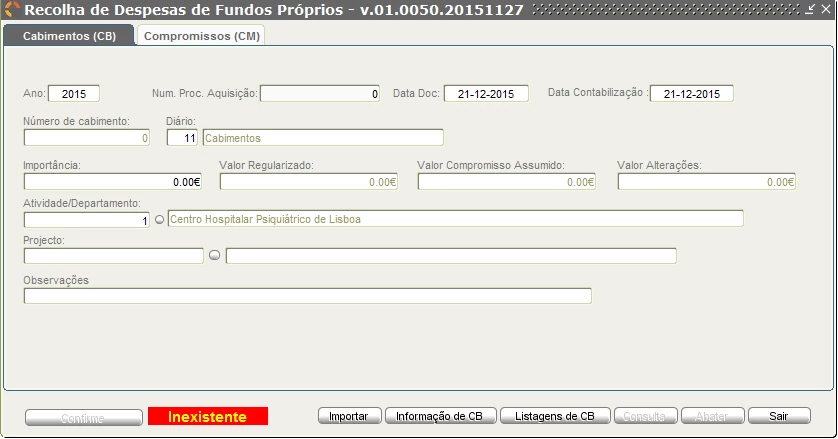 Recolha de Despesas de Fundos Próprios - v.01.0050.20151127
Cabimentos (CB) Compromissos (CM)
Ano: 2015 Num. Proc. Aquisição: 0 Data Doc: 21-12-2015 Data Contabilização : 21-12-2015
Número de cabimento: Diário:
0 11 Cabimentos
Importância: Valor Regularizado: Valor Compromisso Assumido: Valor Alterações:
0.00€ 0.00€ 0.00€ 0.00€
Atividade/Departamento:
1 Centro Hospitalar Psiquiátrico de Lisboa
Projecto:
Observações
Confirme Inexistente Importar Informação de CB Listagens de CB Consulta Abater Sair